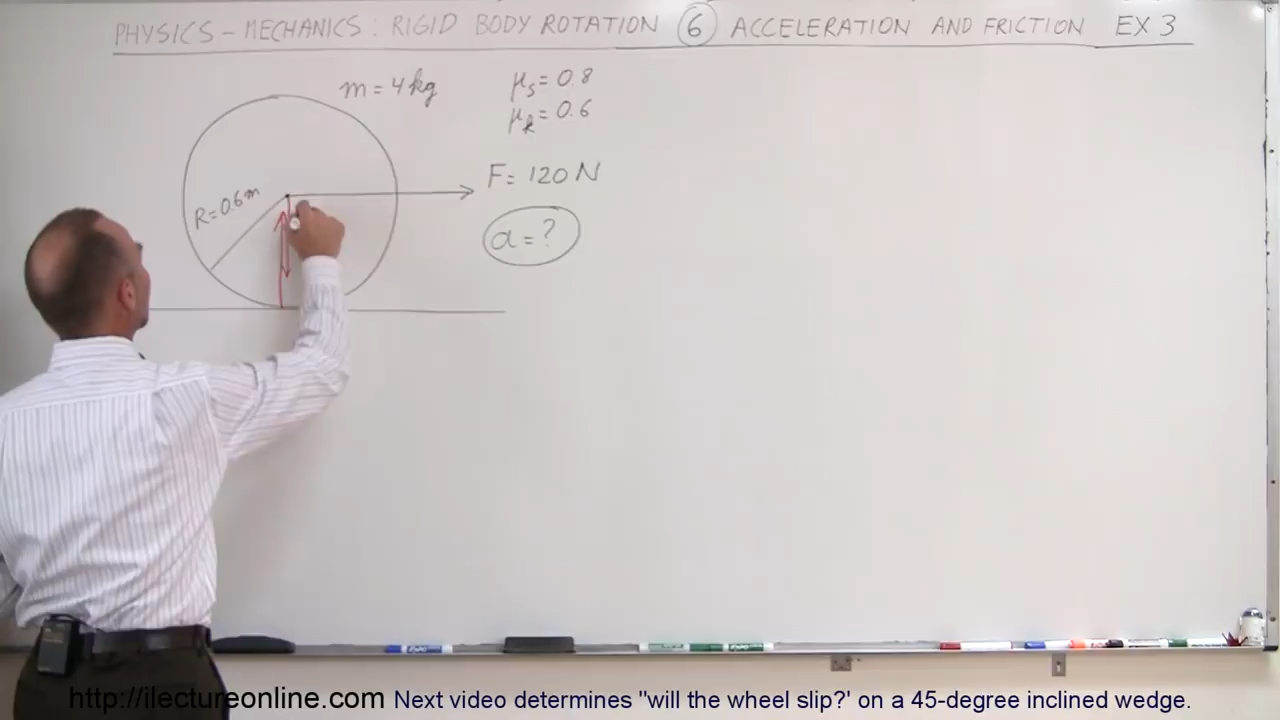 PHYSICS - MECHANICS: RIGID BODY ROTATION 6 ACCELERATION AND FRICTION EX 3
m = 4 kg
μs = 0.8
μk = 0.6
F = 120 N
R = 0.6 m
a = ?
http://ilectureonline.com Next video determines "will the wheel slip?' on a 45-degree inclined wedge.